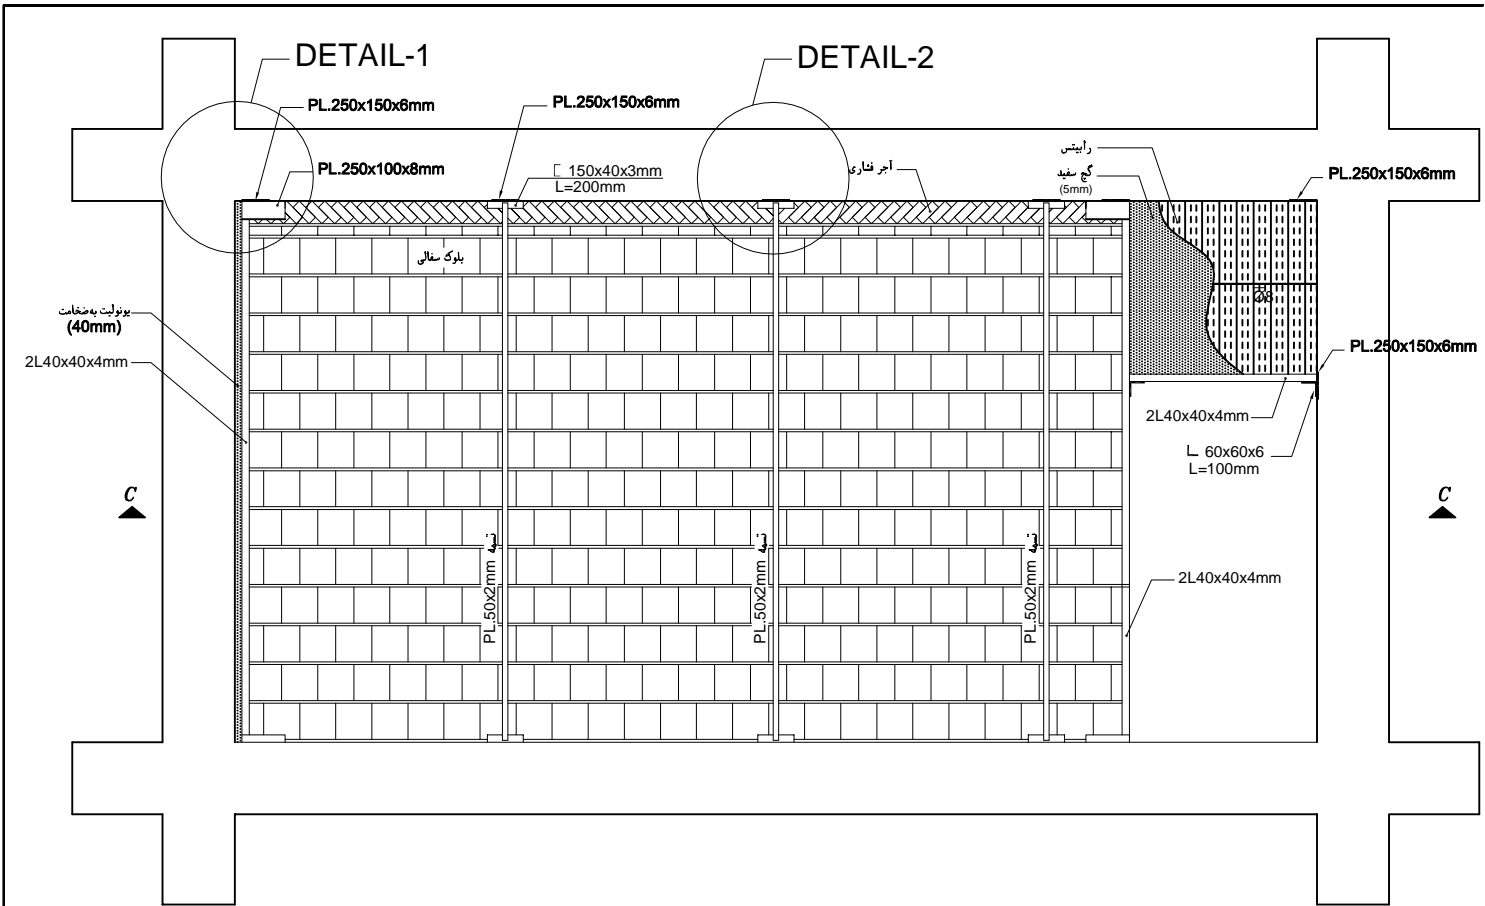 DETAIL-1
DETAIL-2
PL.250x150x6mm
PL.250x150x6mm
PL.250x100x8mm
[ 150x40x3mm
L=200mm
آجر فشاری
رابیتس
گچ سفید
(5mm)
PL.250x150x6mm
بلوک سفالی
یونولیت به ضخامت
(40mm)
2L40x40x4mm
Ø8
PL.250x150x6mm
2L40x40x4mm
L 60x60x6
L=100mm
C
C
PL.50x2mm تسمه
PL.50x2mm تسمه
PL.50x2mm تسمه
2L40x40x4mm